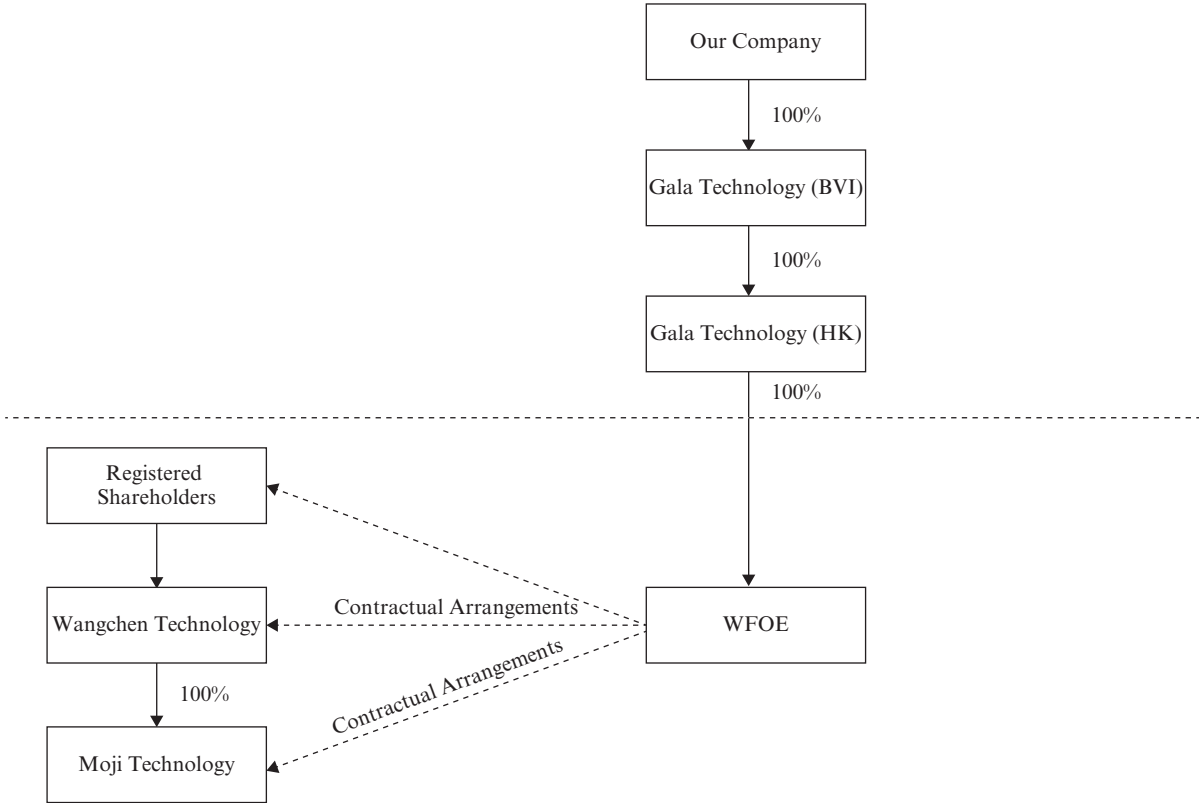 Our Company
100%
Gala Technology (BVI)
100%
Gala Technology (HK)
100%
Registered
Shareholders
Contractual Arrangements
Wangchen Technology
WFOE
Contractual Arrangements
100%
Moji Technology